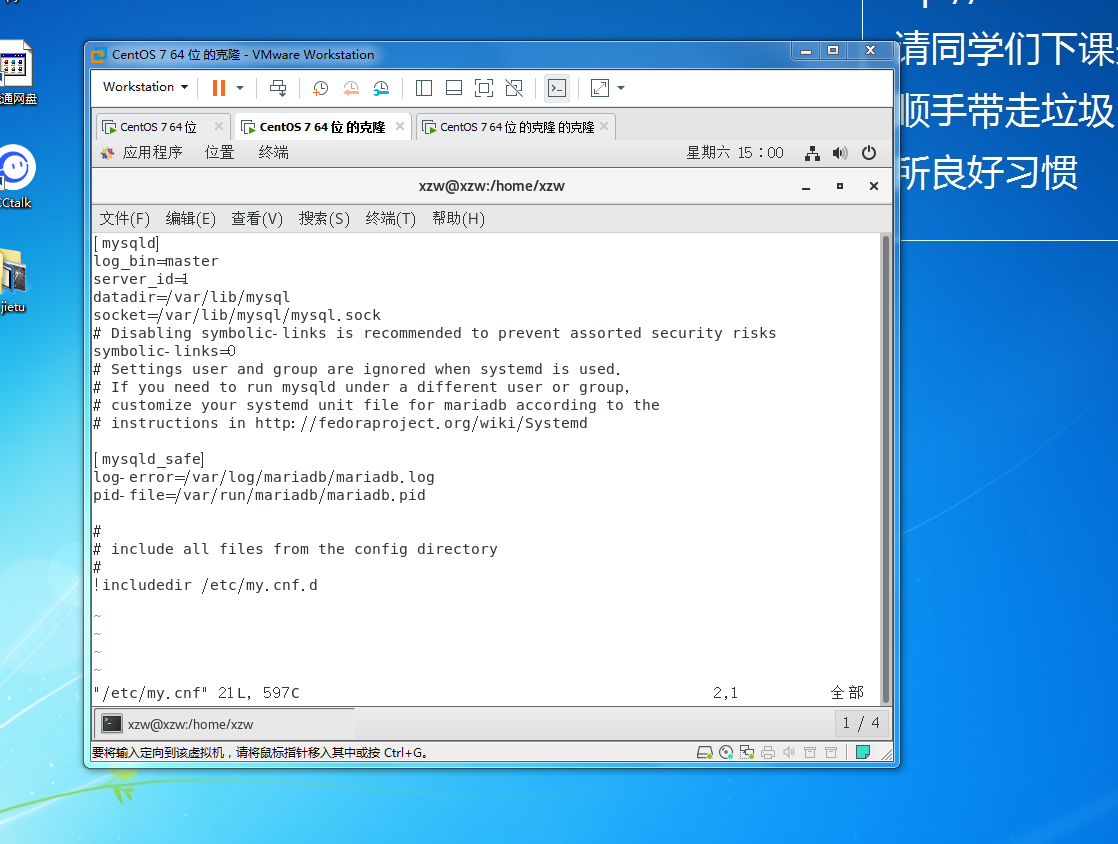 通网盘
CCtalk
jietu
请同学们下课
顺手带走垃圾
所良好习惯
CentOS 7 64 位 的克隆 - VMware Workstation
Workstation
CentOS 7 64 位
CentOS 7 64 位 的克隆
CentOS 7 64 位 的克隆 的克隆
应用程序 位置 终端 星期六 15：00
xzw@xzw:/home/xzw
文件(F) 编辑(E) 查看(V) 搜索(S) 终端(T) 帮助(H)
[mysqld]
log_bin=master
server_id=1
datadir=/var/lib/mysql
socket=/var/lib/mysql/mysql.sock
# Disabling symbolic-links is recommended to prevent assorted security risks
symbolic-links=0
# Settings user and group are ignored when systemd is used.
# If you need to run mysqld under a different user or group,
# customize your systemd unit file for mariadb according to the
# instructions in http://fedoraproject.org/wiki/Systemd
[mysqld_safe]
log-error=/var/log/mariadb/mariadb.log
pid-file=/var/run/mariadb/mariadb.pid
#
# include all files from the config directory
#
!includedir /etc/my.cnf.d
~
~
~
~
"/etc/my.cnf" 21L, 597C 2,1 全部
xzw@xzw:/home/xzw 1 / 4
要将输入定向到该虚拟机，请将鼠标指针移入其中或按 Ctrl+G。